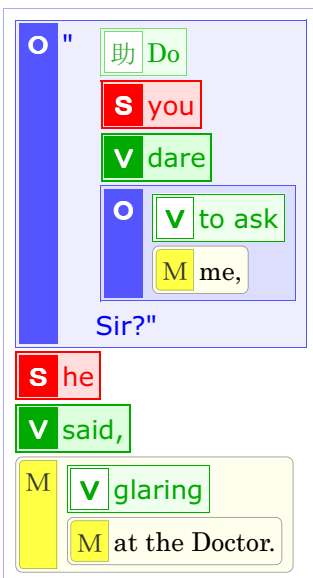 O "
助 Do
S you
V dare
O
V to ask
M me,
Sir?"
S he
V said,
M
V glaring
M at the Doctor.